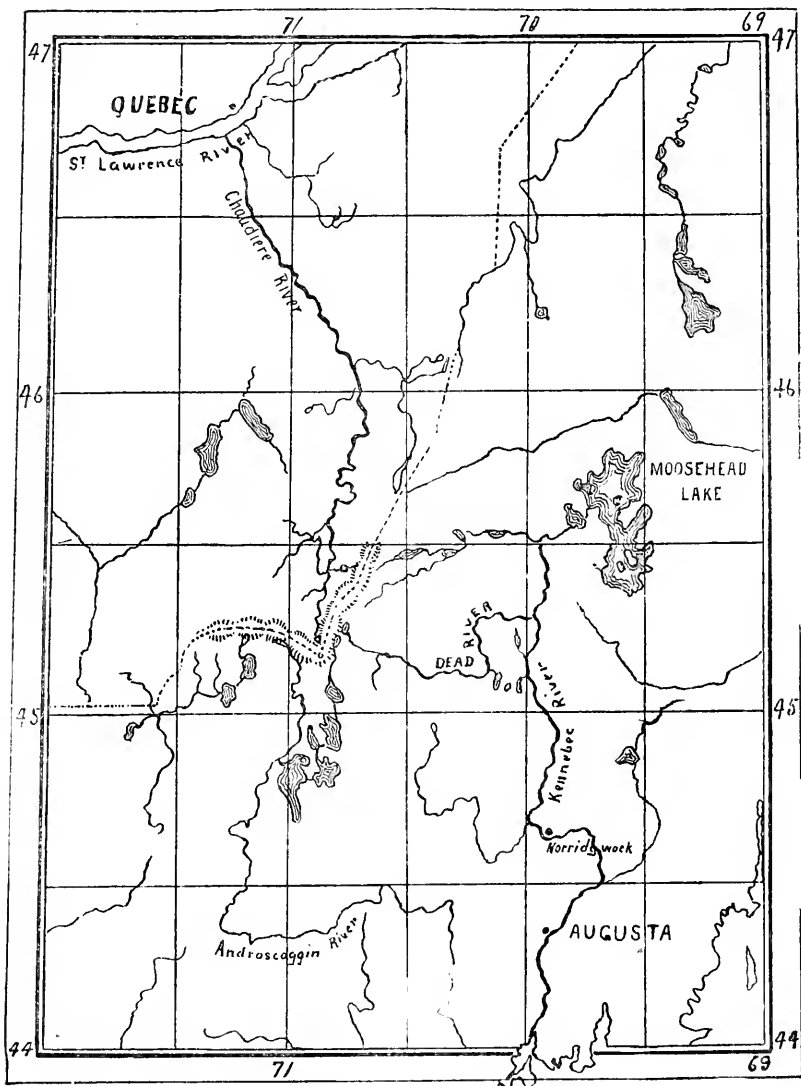 71 70 69
47 47
QUEBEC
ST Lawrence River
Chaudiere River
46 46
MOOSEHEAD
LAKE
DEAD RIVER
45 45
Kennebec River
Norridgwock
AUGUSTA
Androscoggin River
44 44
71 69